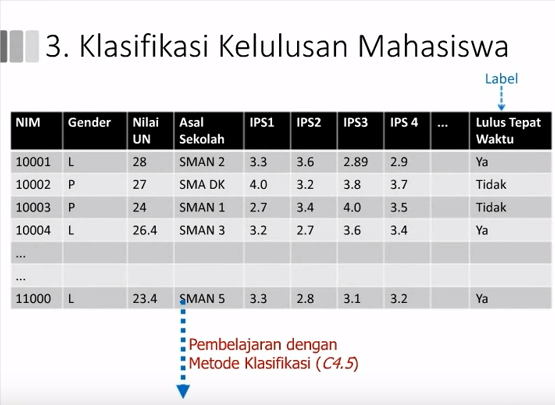 3. Klasifikasi Kelulusan Mahasiswa
Label
NIM Gender Nilai UN Asal Sekolah IPS1 IPS2 IPS3 IPS 4 ... Lulus Tepat Waktu
10001 L 28 SMAN 2 3.3 3.6 2.89 2.9 Ya
10002 P 27 SMA DK 4.0 3.2 3.8 3.7 Tidak
10003 P 24 SMAN 1 2.7 3.4 4.0 3.5 Tidak
10004 L 26.4 SMAN 3 3.2 2.7 3.6 3.4 Ya
...
...
11000 L 23.4 SMAN 5 3.3 2.8 3.1 3.2 Ya
Pembelajaran dengan
Metode Klasifikasi (C4.5)